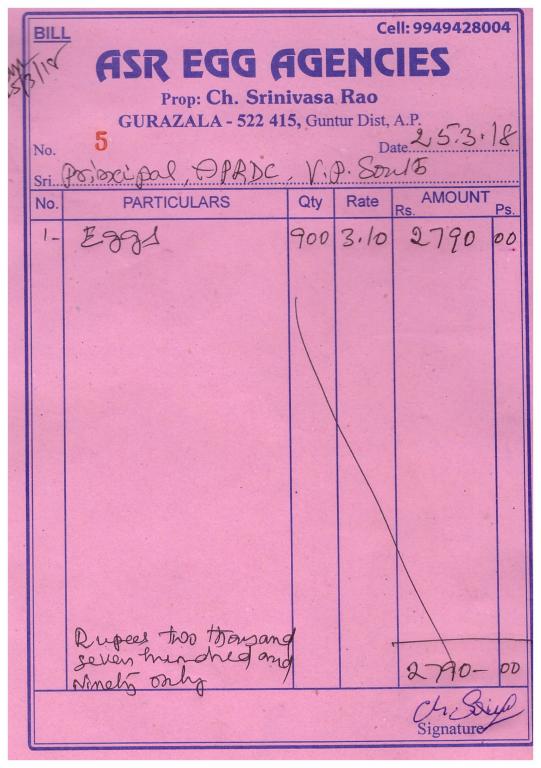 BILL
Cell: 9949428004
ASR EGG AGENCIES
Prop: Ch. Srinivasa Rao
GURAZALA - 522 415, Guntur Dist, A.P.
No. 5 Date 25.3.18
Sri. Principal, APRDC, V.P. South
No. PARTICULARS Qty Rate AMOUNT Rs. Ps.
1- Eggs 900 3.10 2790 00
Rupees two thousand
seven hundred and
Ninety only
2790- 00
Signature